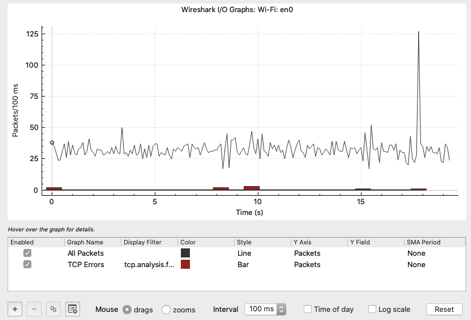 Wireshark I/O Graphs: Wi-Fi: en0
Packets/100 ms
125
100
75
50
25
0
0 5 10 15
Time (s)
Hover over the graph for details.
Enabled Graph Name Display Filter Color Style Y Axis Y Field SMA Period
All Packets Line Packets None
TCP Errors tcp.analysis.f... Bar Packets None
+ − Mouse drags zooms Interval 100 ms Time of day Log scale Reset